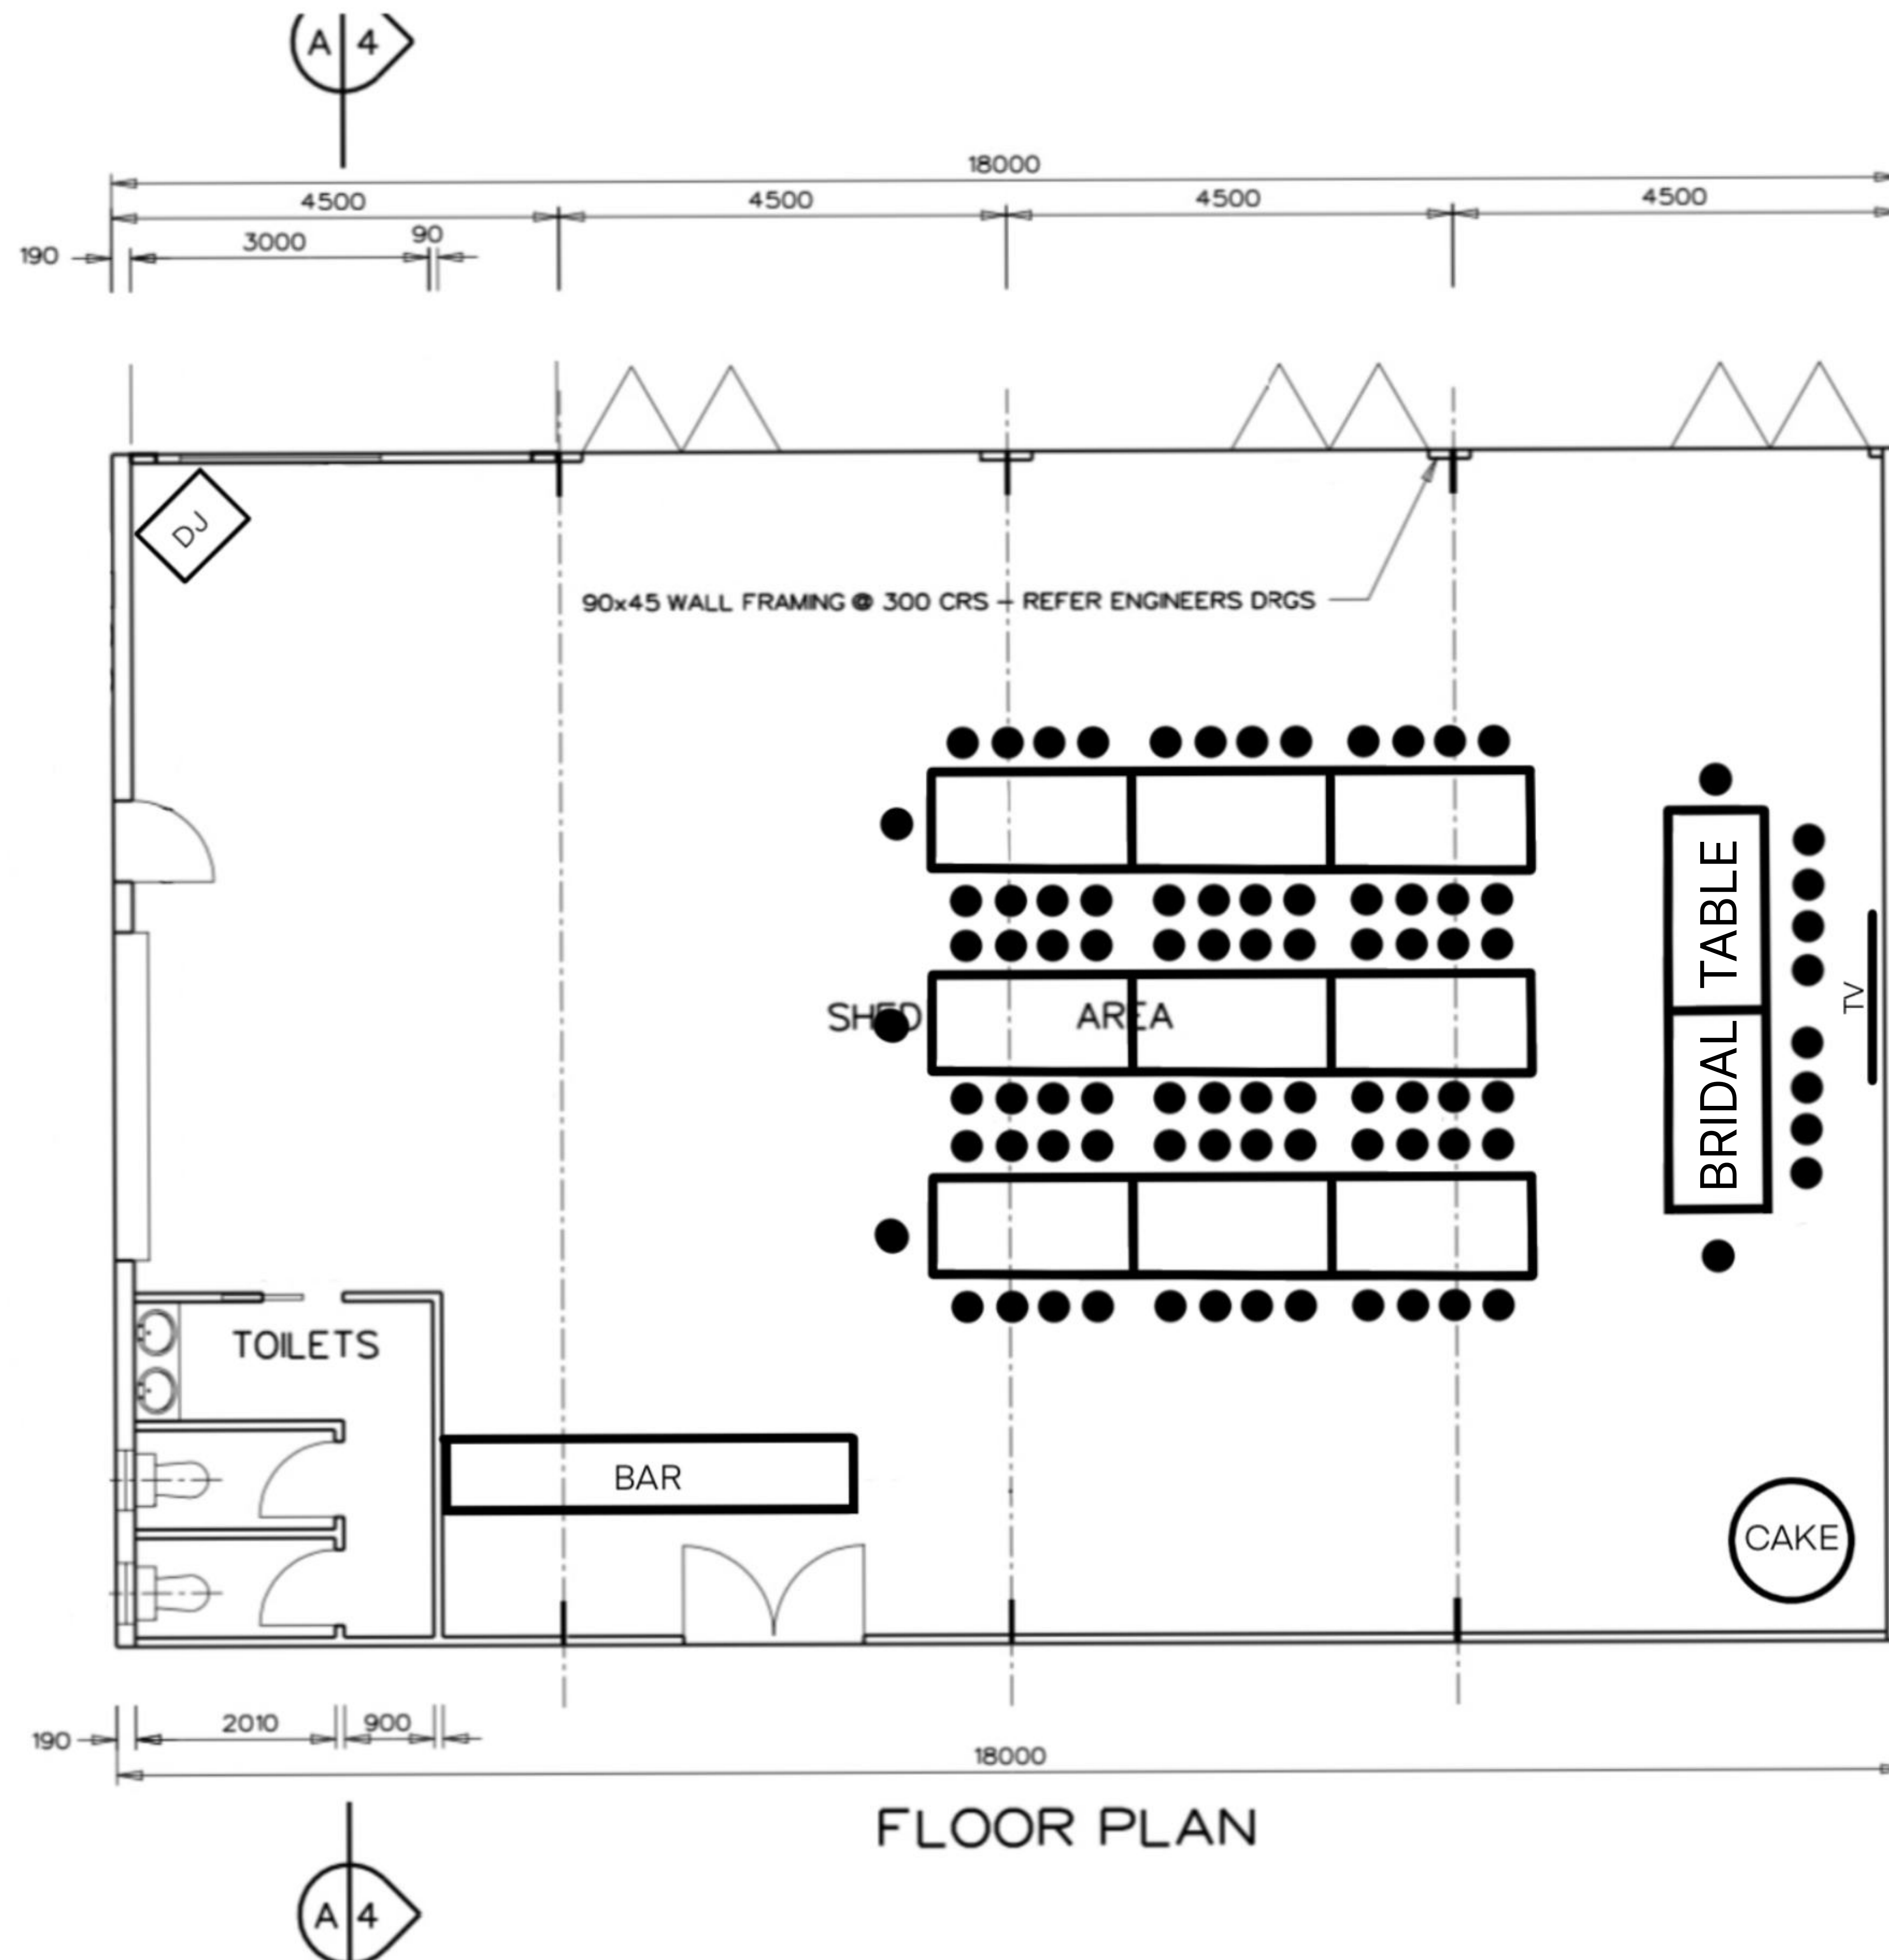 A 4
18000
4500 4500 4500 4500
190 3000 90
DJ
90x45 WALL FRAMING @ 300 CRS – REFER ENGINEERS DRGS
BRIDAL TABLE
TV
SHED AREA
TOILETS
BAR
CAKE
190 2010 900
18000
FLOOR PLAN
A 4